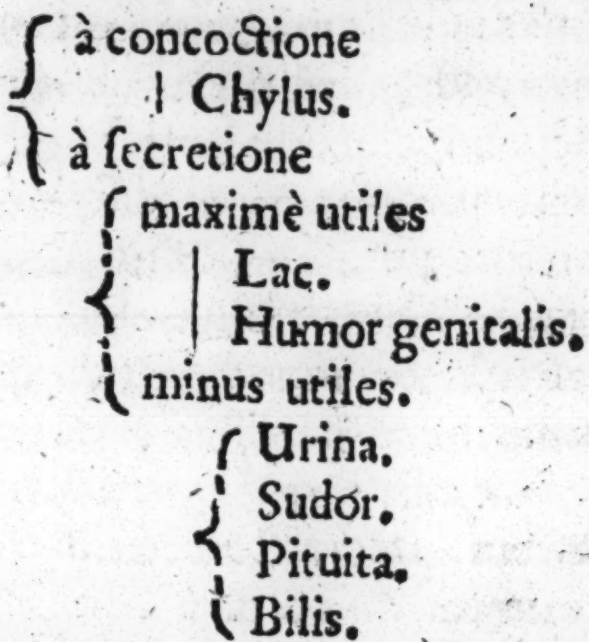 à concoctione
Chylus.
à ſecretione
maximè utiles
Lac.
Humor genitalis.
minus utiles.
Urina.
Sudor.
Pituita.
Bilis.